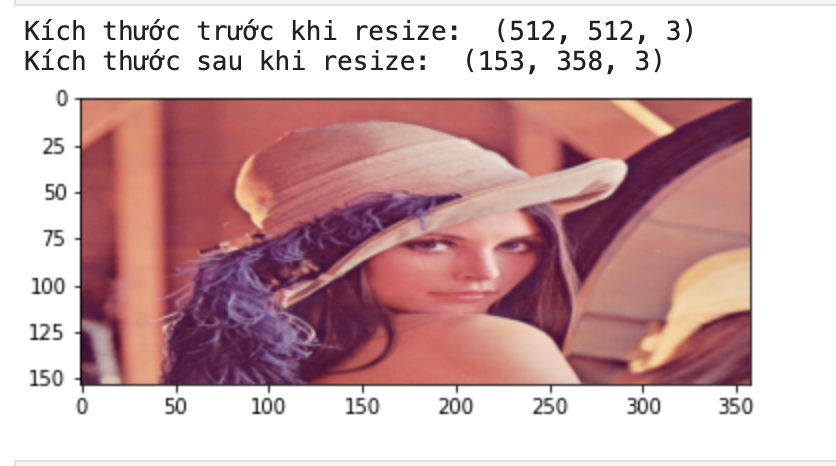 Kích thước trước khi resize:  (512, 512, 3)
Kích thước sau khi resize:  (153, 358, 3)
0
25
50
75
100
125
150
0 50 100 150 200 250 300 350